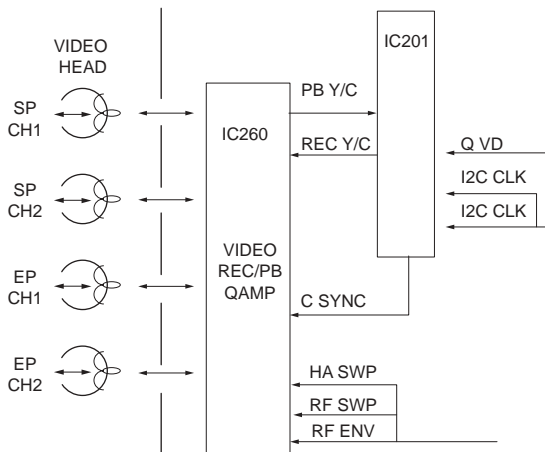 VIDEO
HEAD
IC201
SP
CH1
PB Y/C
IC260
REC Y/C
Q VD
I2C CLK
SP
CH2
I2C CLK
VIDEO
REC/PB
QAMP
EP
CH1
C SYNC
EP
CH2
HA SWP
RF SWP
RF ENV